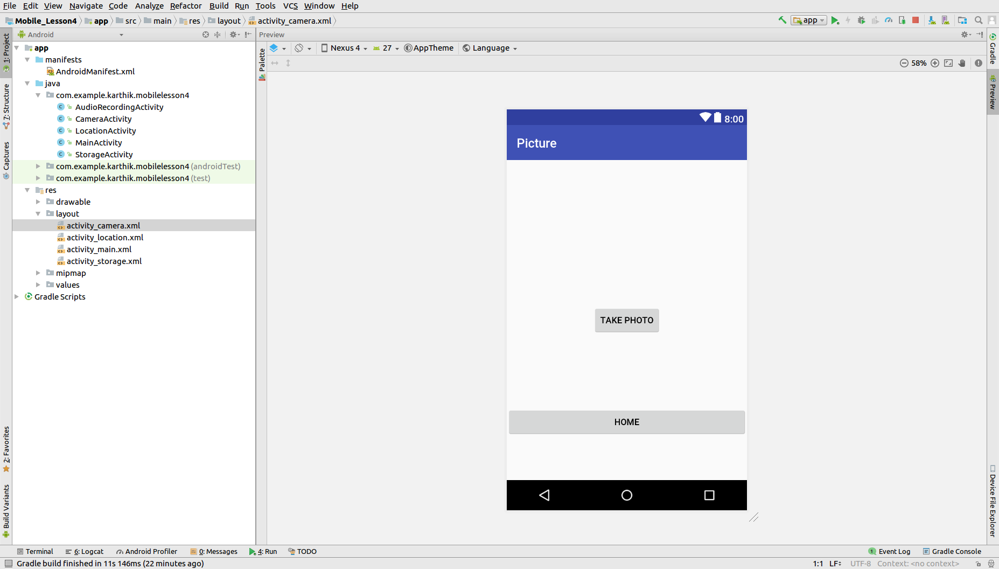 File Edit View Navigate Code Analyze Refactor Build Run Tools VCS Window Help
Mobile_Lesson4 app src main res layout activity_camera.xml app
Android Preview
Nexus 4 27 AppTheme Language
58%
app
manifests
AndroidManifest.xml
java
com.example.karthik.mobilelesson4
AudioRecordingActivity
CameraActivity
LocationActivity
MainActivity
StorageActivity
com.example.karthik.mobilelesson4 (androidTest)
com.example.karthik.mobilelesson4 (test)
res
drawable
layout
activity_camera.xml
activity_location.xml
activity_main.xml
activity_storage.xml
mipmap
values
Gradle Scripts
1: Project
7: Structure
Captures
2: Favorites
Build Variants
Palette
8:00
Picture
TAKE PHOTO
HOME
Gradle
Preview
Device File Explorer
Terminal 6: Logcat Android Profiler 0: Messages 4: Run TODO 1 Event Log Gradle Console
Gradle build finished in 11s 146ms (22 minutes ago) 1:1 LF UTF-8 Context: <no context>